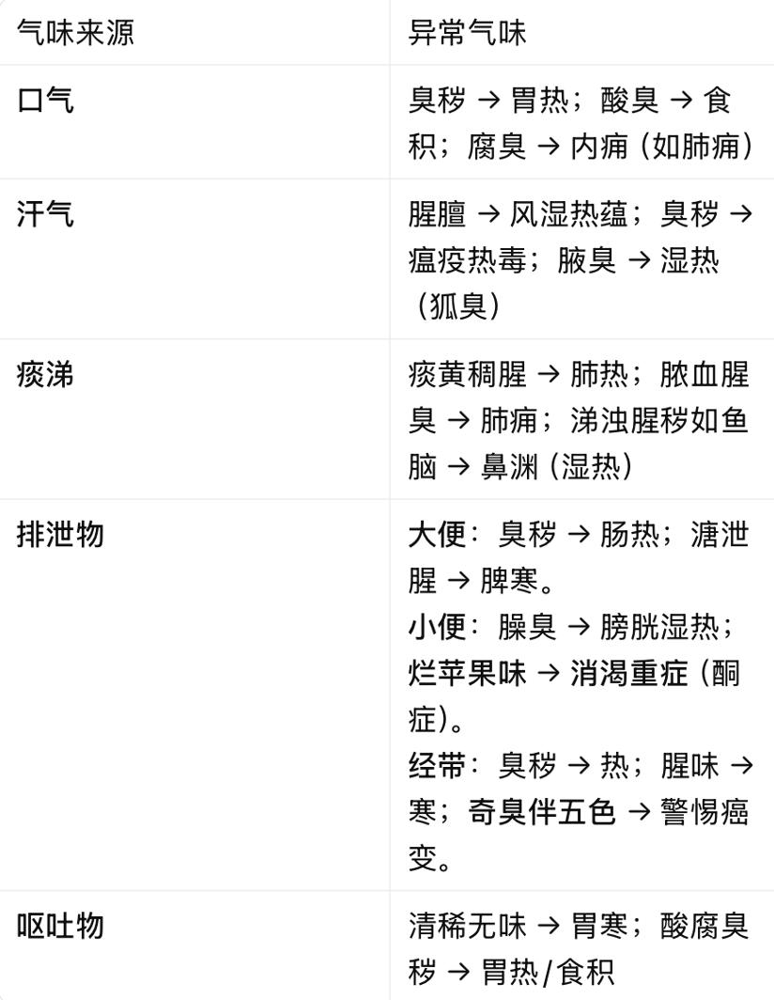 气味来源
异常气味
口气
臭秽 → 胃热；酸臭 → 食
积；腐臭 → 内痈（如肺痈）
汗气
腥膻 → 风湿热蕴；臭秽 →
瘟疫热毒；腋臭 → 湿热
（狐臭）
痰涕
痰黄稠腥 → 肺热；脓血腥
臭 → 肺痈；涕浊腥秽如鱼
脑 → 鼻渊（湿热）
排泄物
大便：臭秽 → 肠热；溏泄
腥 → 脾寒。
小便：臊臭 → 膀胱湿热；
烂苹果味 → 消渴重症（酮
症）。
经带：臭秽 → 热；腥味 →
寒；奇臭伴五色 → 警惕癌
变。
呕吐物
清稀无味 → 胃寒；酸腐臭
秽 → 胃热/食积